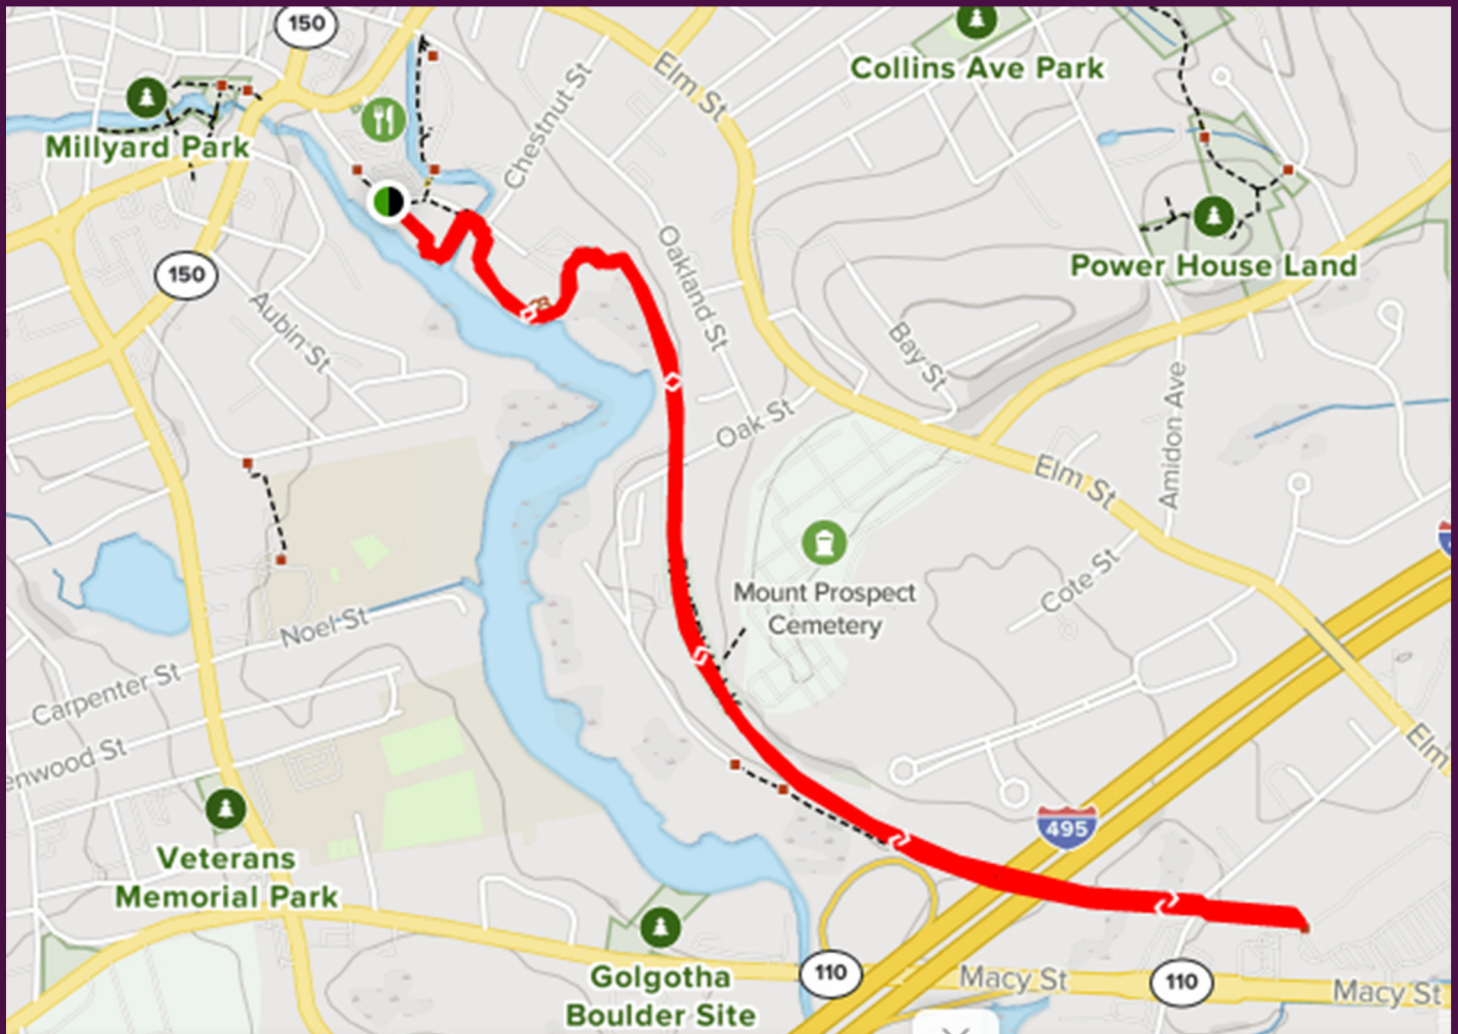 150
Collins Ave Park
Elm St
Chestnut St
Millyard Park
Oakland St
Power House Land
150
Aubin St
Bay St
Amidon Ave
Oak St
Elm St
Mount Prospect
Cemetery
Cote St
Noel St
Carpenter St
enwood St
Elm
495
Veterans
Memorial Park
Golgotha
Boulder Site
110
Macy St
110
Macy St